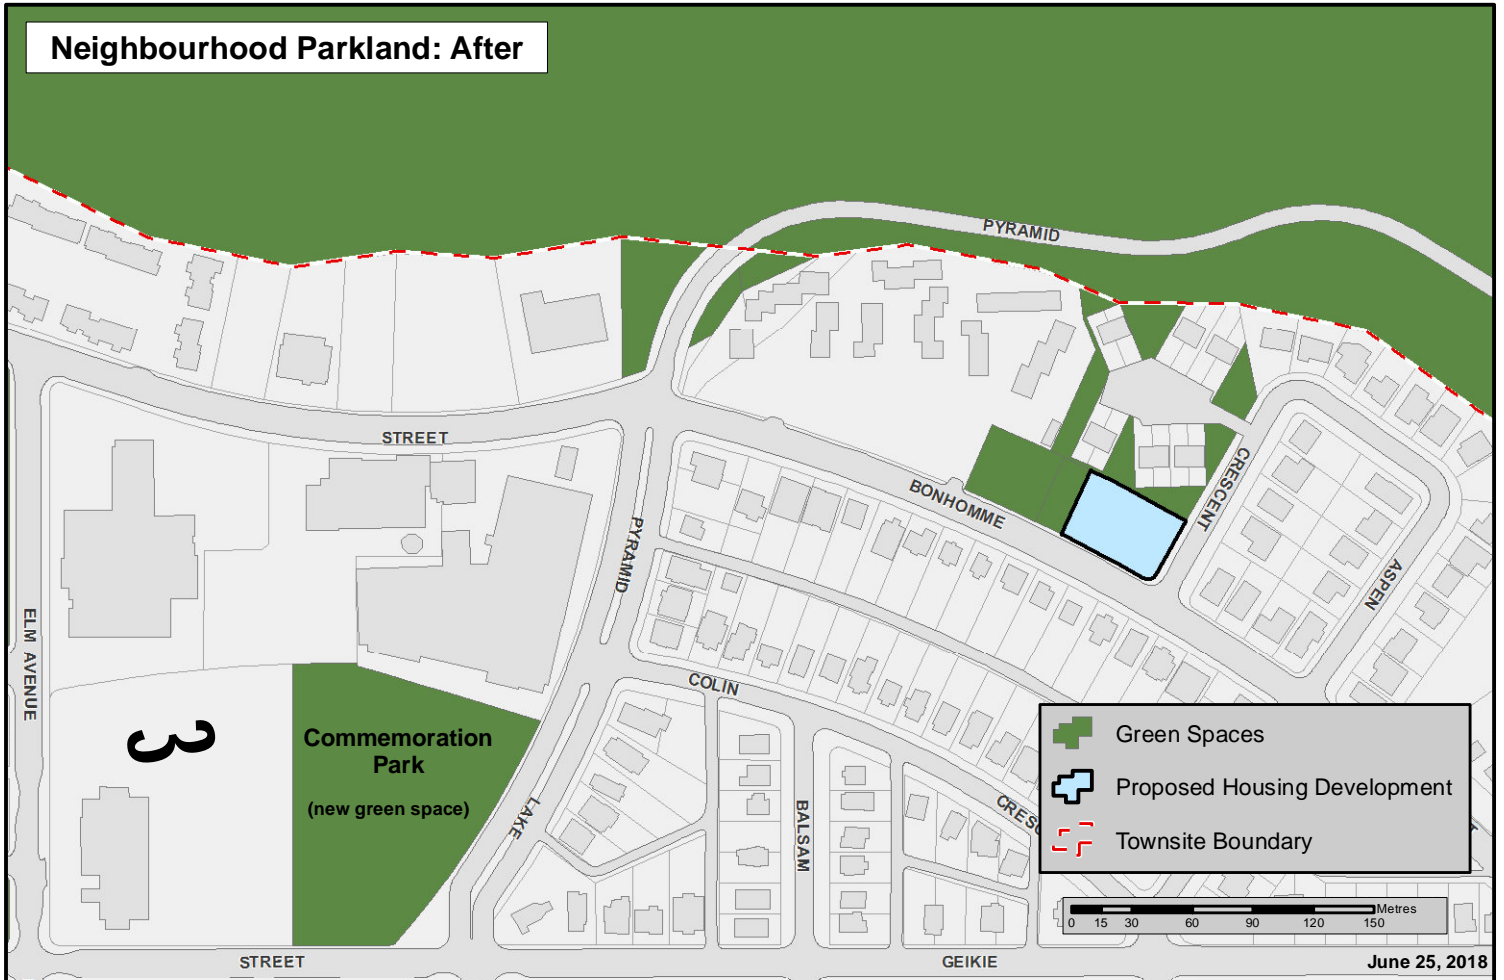 Neighbourhood Parkland: After
PYRAMID
STREET
BONHOMME
CRESCENT
PYRAMID
ASPEN
ELM AVENUE
COLIN
Commemoration
Park
(new green space)
LAKE
BALSAM
Green Spaces
Proposed Housing Development
Townsite Boundary
Metres
0 15 30 60 90 120 150
STREET
GEIKIE
June 25, 2018